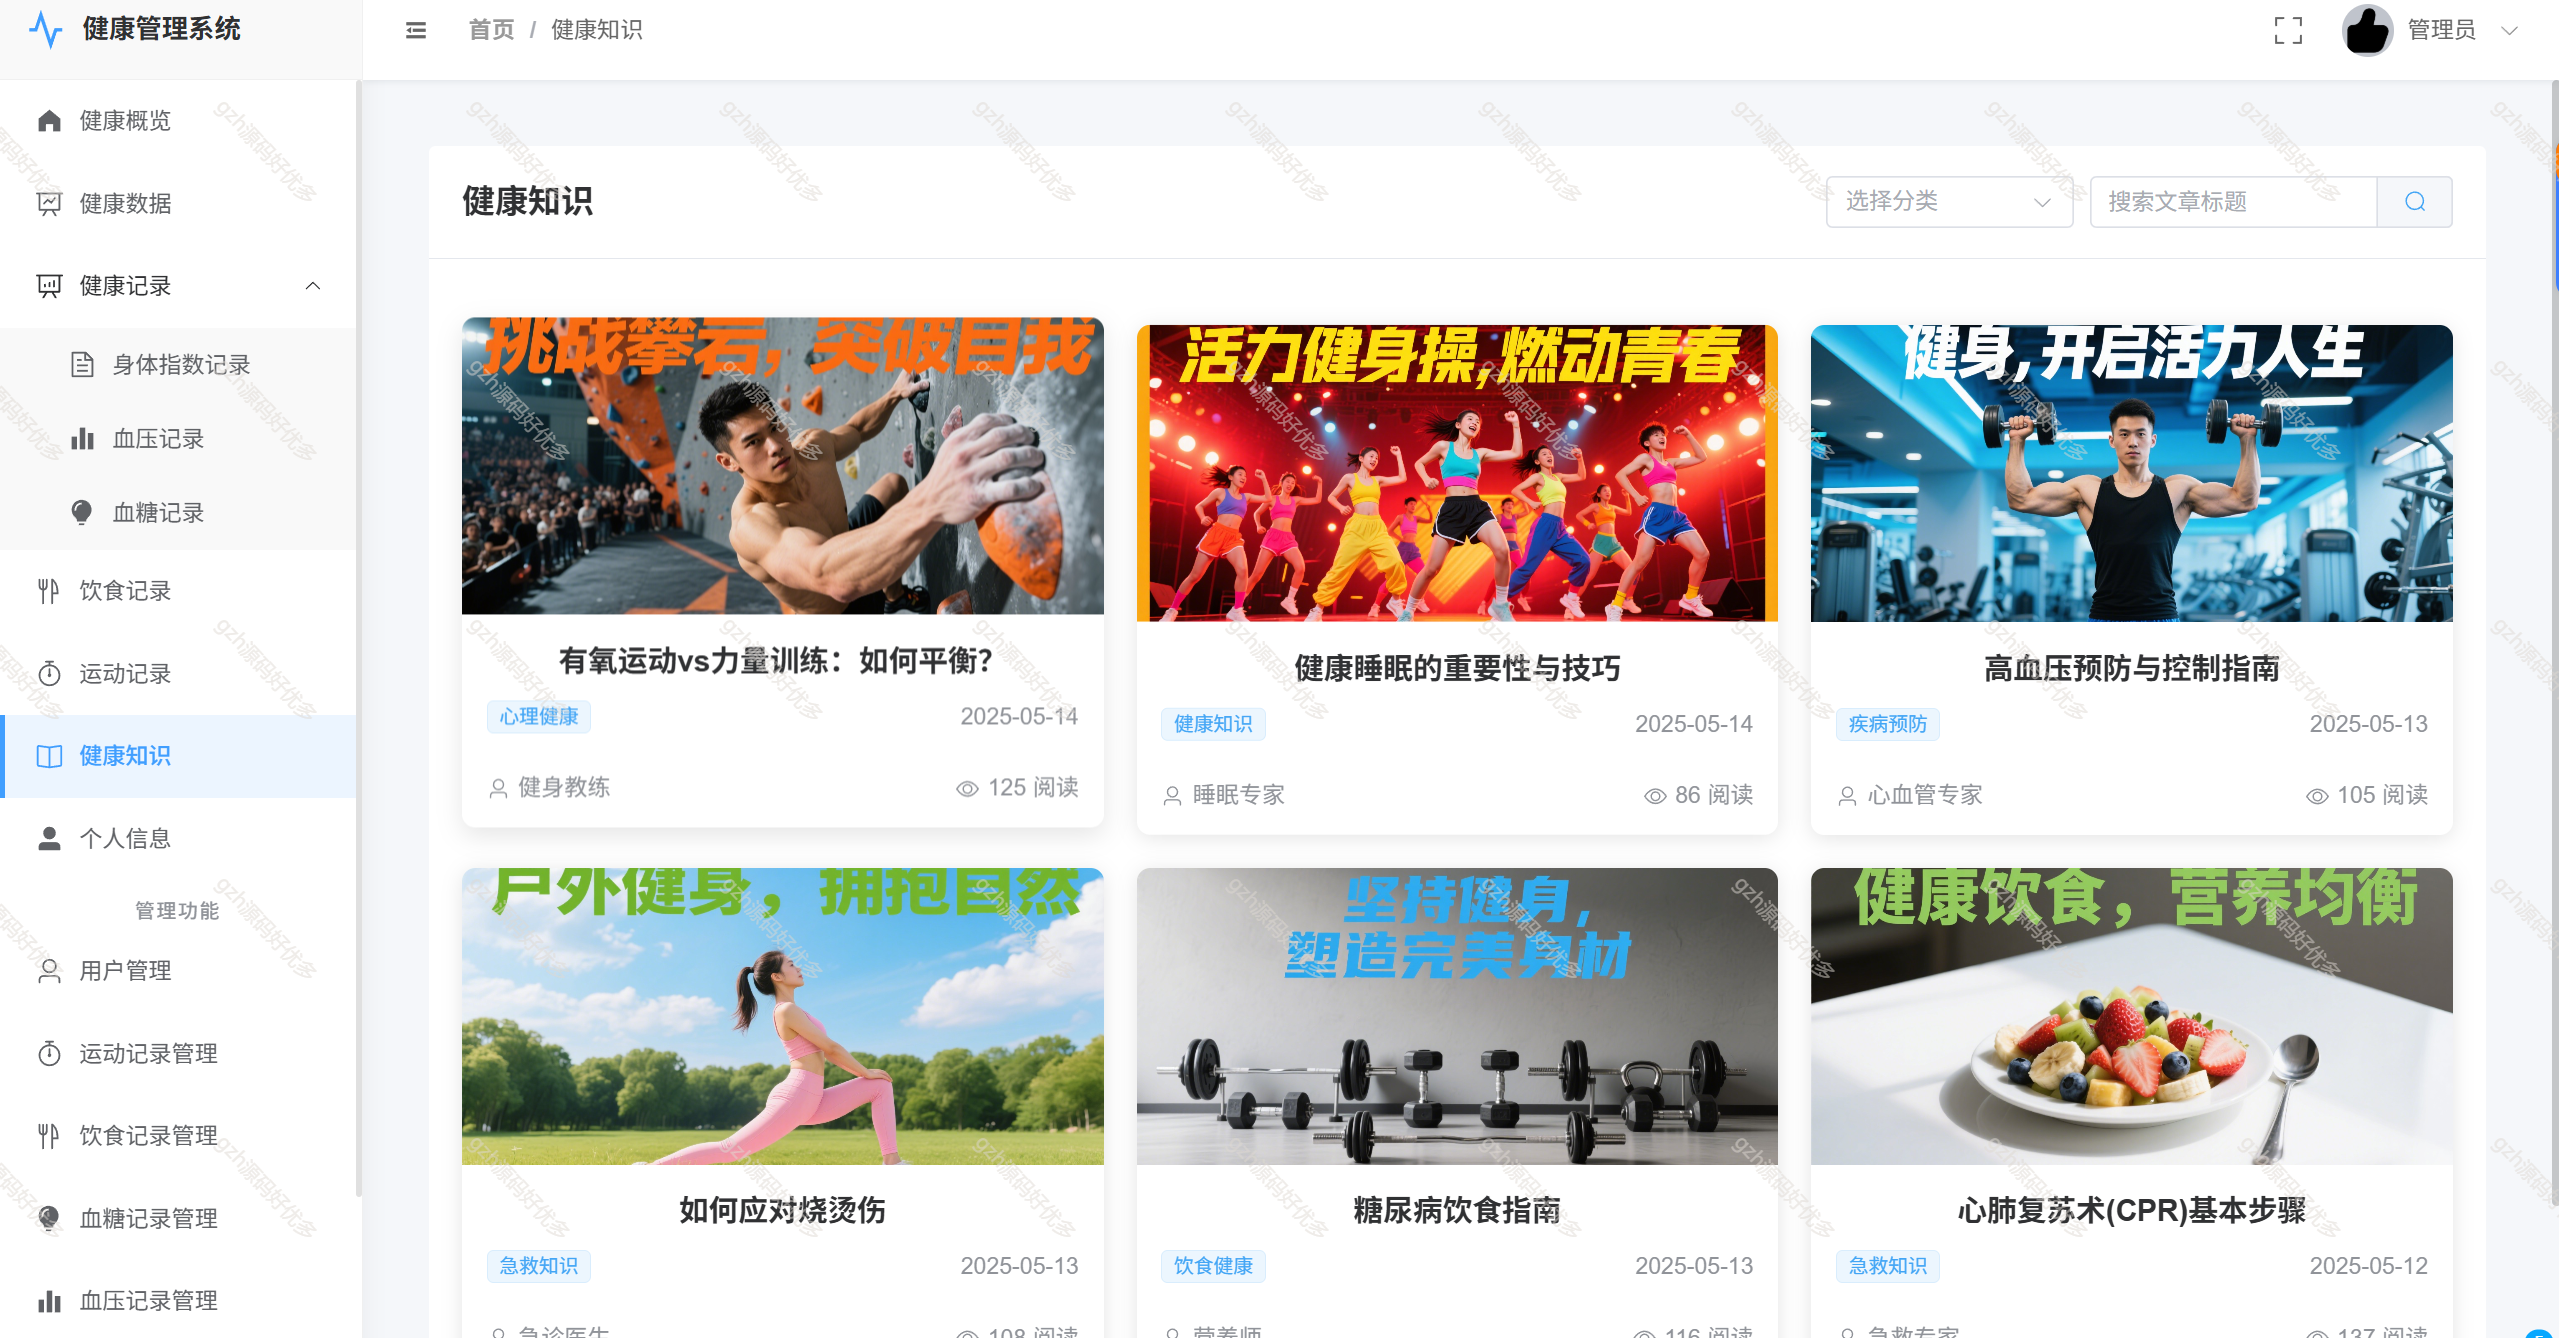 健康管理系统
首页 / 健康知识
管理员
健康概览
健康数据
健康记录
身体指数记录
血压记录
血糖记录
饮食记录
运动记录
健康知识
个人信息
管理功能
用户管理
运动记录管理
饮食记录管理
血糖记录管理
血压记录管理
健康知识
选择分类
搜索文章标题
挑战攀岩,突破自我
有氧运动vs力量训练：如何平衡？
心理健康 2025-05-14
健身教练 125 阅读
活力健身操,燃动青春
健康睡眠的重要性与技巧
健康知识 2025-05-14
睡眠专家 86 阅读
健身,开启活力人生
高血压预防与控制指南
疾病预防 2025-05-13
心血管专家 105 阅读
户外健身，拥抱自然
如何应对烧烫伤
急救知识 2025-05-13
急诊医生 108 阅读
坚持健身,
塑造完美身材
糖尿病饮食指南
饮食健康 2025-05-13
营养师 116 阅读
健康饮食，营养均衡
心肺复苏术(CPR)基本步骤
急救知识 2025-05-12
急救专家 137 阅读
gzh源码好优多